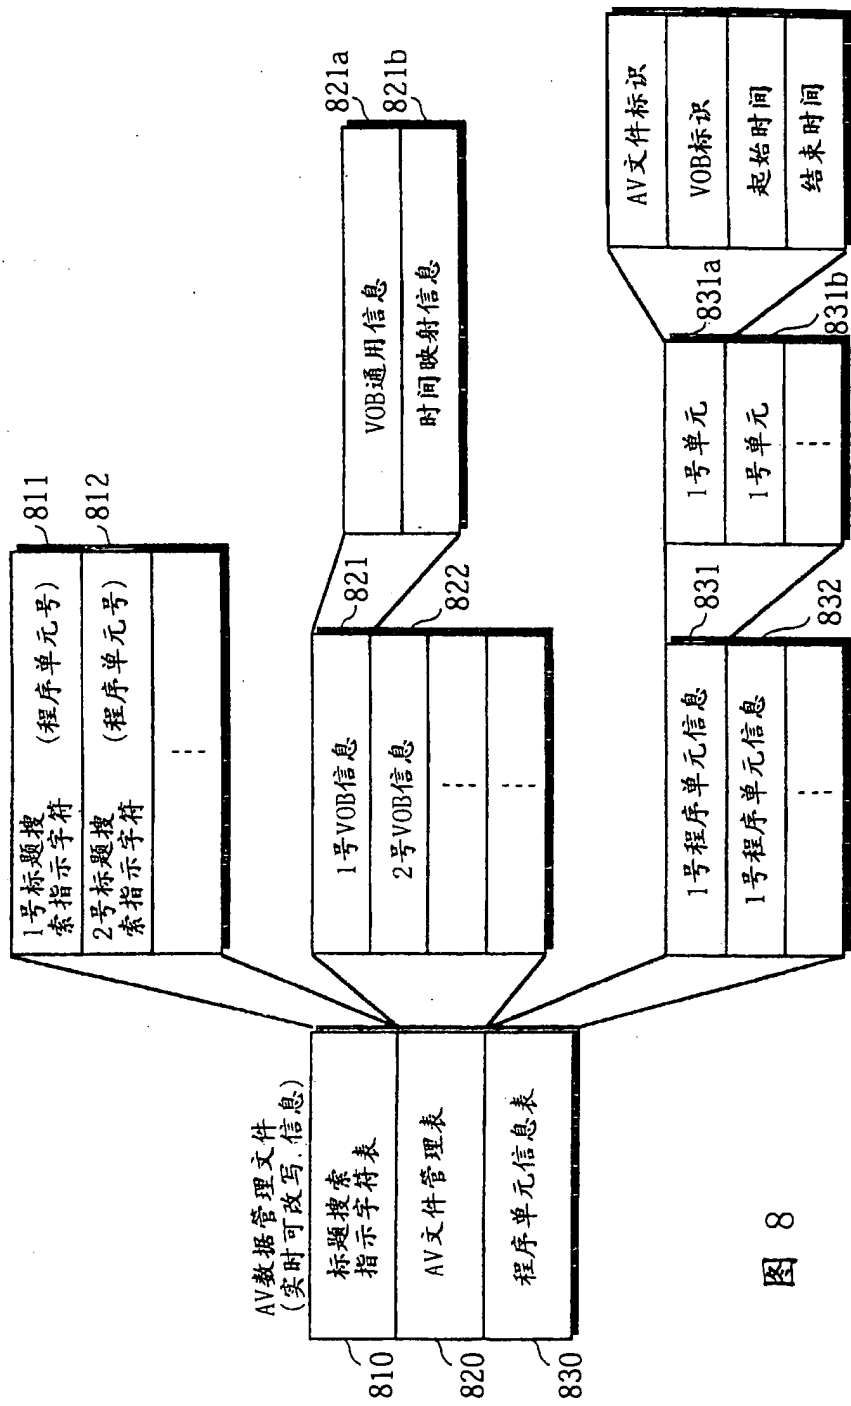 AV数据管理文件
(实时可改写.信息)
标题搜索
指示字符表
810
AV文件管理表
820
程序单元信息表
830
1号标题搜
索指示字符
(程序单元号)
811
2号标题搜
索指示字符
(程序单元号)
812
1号VOB信息
821
2号VOB信息
822
VOB通用信息
821a
时间映射信息
821b
1号程序单元信息
831
1号程序单元信息
832
1号单元
831a
1号单元
831b
AV文件标识
VOB标识
起始时间
结束时间
图 8